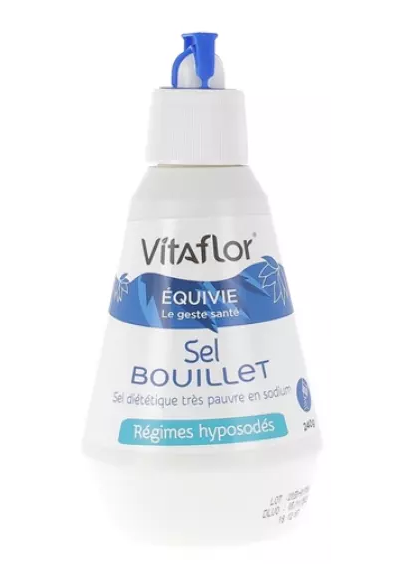 Vitaflor®
ÉQUIVIE
Le geste santé
Sel
BOUILLET
Sel diététique très pauvre en sodium
Régimes hyposodés
240g
LOT
DLUO: